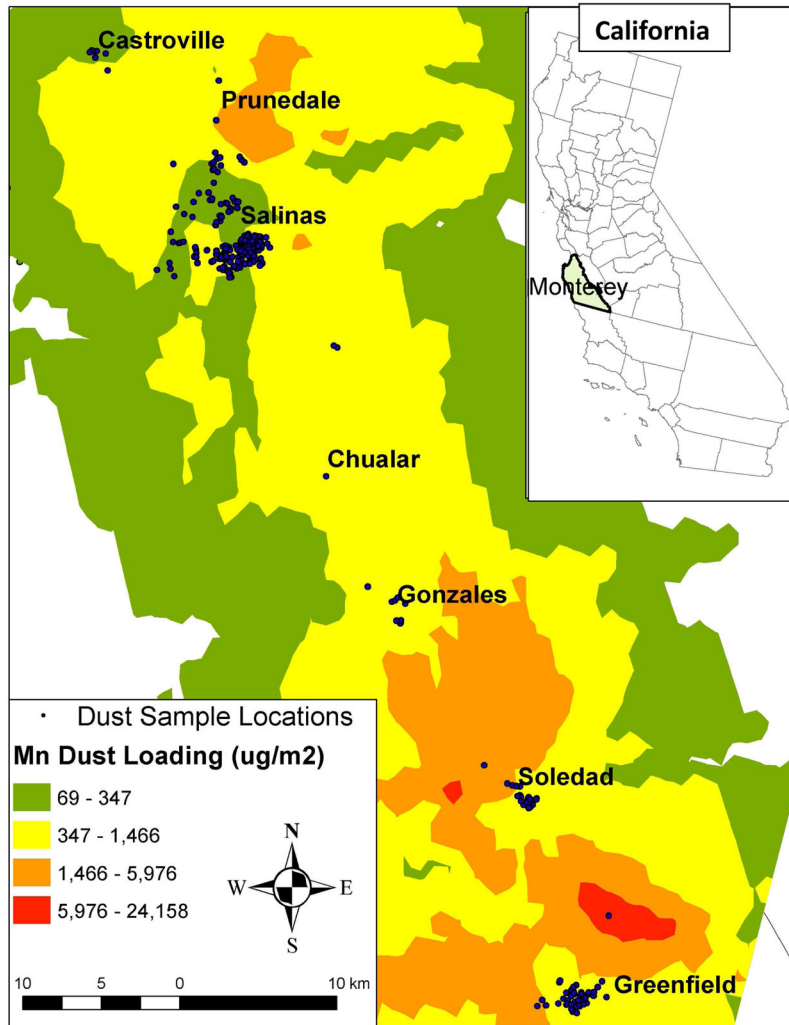 Castroville
California
Prunedale
Salinas
Monterey
Chualar
Gonzales
Dust Sample Locations
Mn Dust Loading (ug/m2)
Soledad
69 - 347
347 - 1,466
1,466 - 5,976
5,976 - 24,158
N
W E
S
Greenfield
10 5 0 10 km